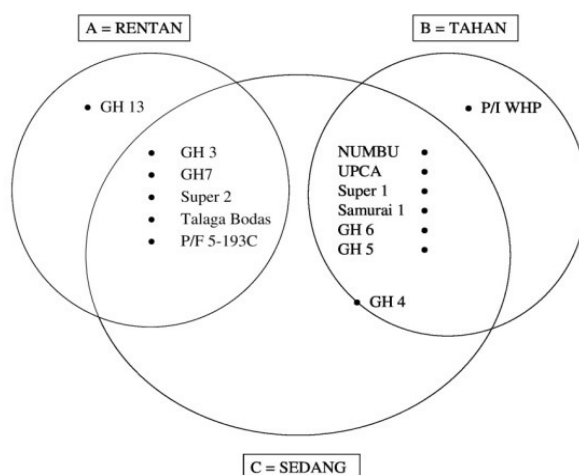 A = RENTAN
B = TAHAN
GH 13
P/I WHP
GH 3
GH7
Super 2
Talaga Bodas
P/F 5-193C
NUMBU
UPCA
Super 1
Samurai 1
GH 6
GH 5
GH 4
C = SEDANG